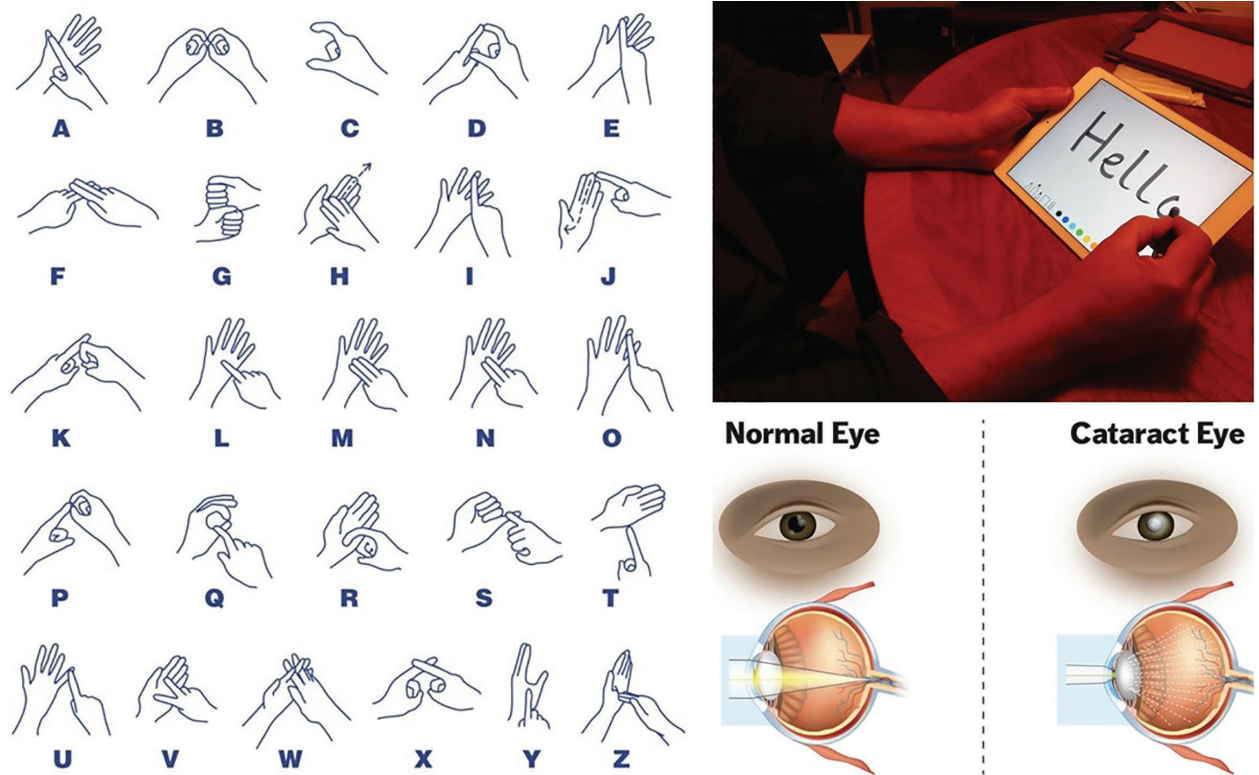 A B C D E
F G H I J
K L M N O
P Q R S T
U V W X Y Z
Hello
Normal Eye
Cataract Eye